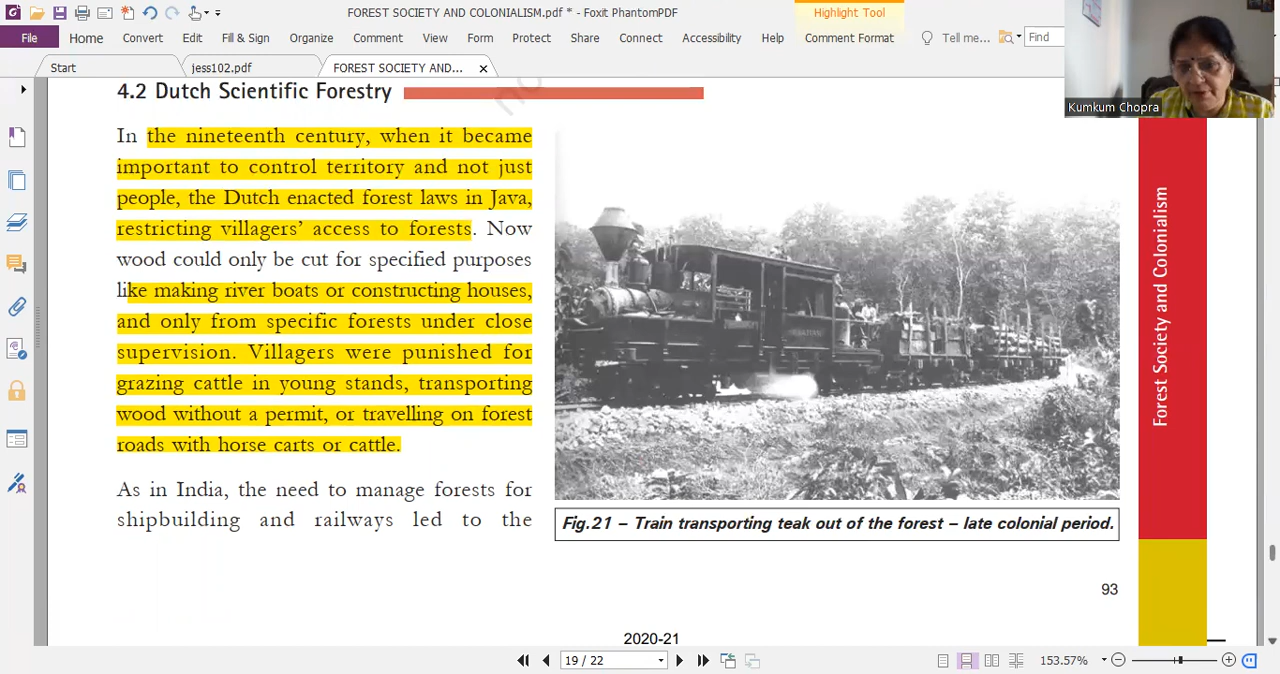 FOREST SOCIETY AND COLONIALISM.pdf * - Foxit PhantomPDF
Highlight Tool
File Home Convert Edit Fill & Sign Organize Comment View Form Protect Share Connect Accessibility Help Comment Format Tell me... Find
Start jess102.pdf FOREST SOCIETY AND...
Kumkum Chopra
4.2 Dutch Scientific Forestry
no
In the nineteenth century, when it became
important to control territory and not just
people, the Dutch enacted forest laws in Java,
restricting villagers' access to forests. Now
wood could only be cut for specified purposes
like making river boats or constructing houses,
and only from specific forests under close
supervision. Villagers were punished for
grazing cattle in young stands, transporting
wood without a permit, or travelling on forest
roads with horse carts or cattle.
As in India, the need to manage forests for
shipbuilding and railways led to the
Fig.21 – Train transporting teak out of the forest – late colonial period.
Forest Society and Colonialism
93
2020-21
19 / 22
153.57%